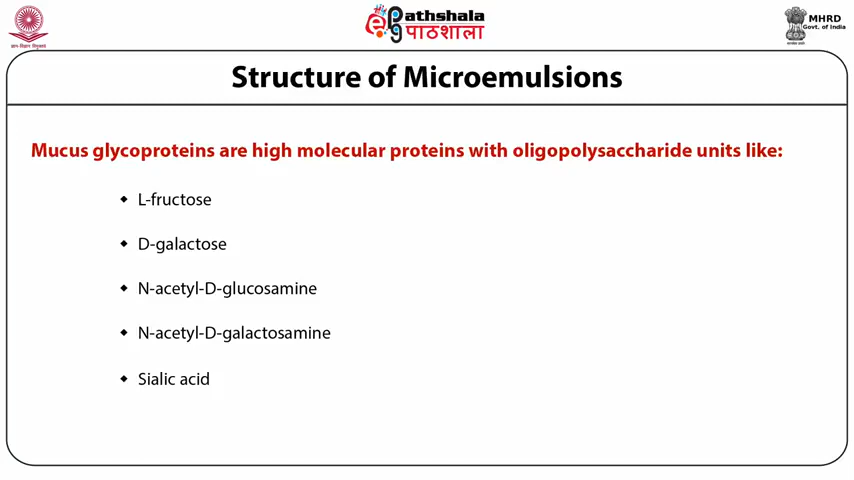 ePgPathshala
पाठशाला
MHRD
Govt. of India
Structure of Microemulsions
Mucus glycoproteins are high molecular proteins with oligopolysaccharide units like:
L-fructose
D-galactose
N-acetyl-D-glucosamine
N-acetyl-D-galactosamine
Sialic acid